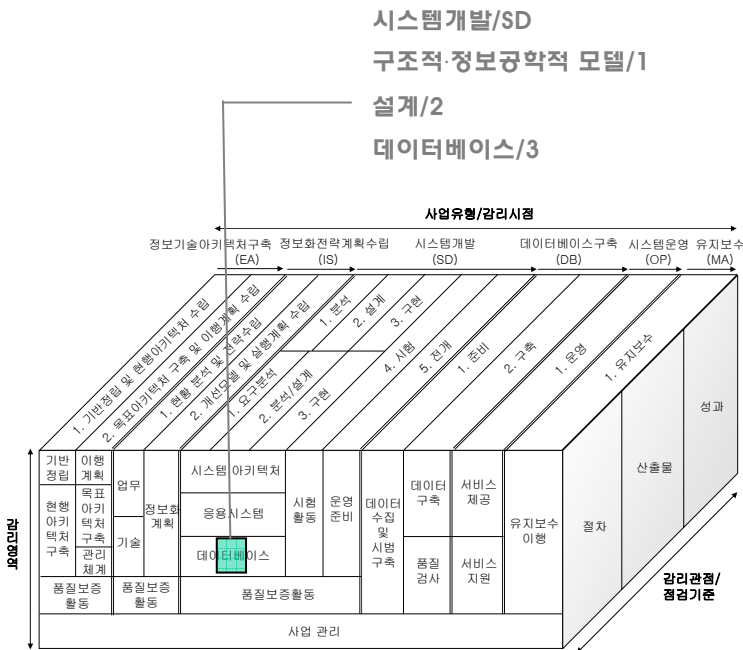 시스템개발/SD
구조적·정보공학적 모델/1
설계/2
데이터베이스/3
사업유형/감리시점
정보기술아키텍처구축
(EA)
정보화전략계획수립
(IS)
시스템개발
(SD)
데이터베이스구축
(DB)
시스템운영
(OP)
유지보수
(MA)
1. 기반정립 및 현행아키텍처 수립
2. 목표아키텍처 구축 및 이행계획 수립
1. 현황 분석 및 전략수립
2. 개선모델 및 실행계획 수립
1. 분석
2. 설계
3. 구현
1. 요구분석
2. 분석/설계
3. 구현
4. 시험
5. 전개
1. 준비
2. 구축
1. 운영
1. 유지보수
감리영역
기반
정립
이행
계획
현행
아키
텍처
구축
목표
아키
텍처
구축
관리
체계
업무
기술
정보화
계획
시스템 아키텍처
응용시스템
데이터베이스
시험
활동
운영
준비
데이터
수집
및
시범
구축
데이터
구축
품질
검사
서비스
제공
서비스
지원
유지보수
이행
품질보증
활동
품질보증
활동
품질보증활동
사업 관리
절차
산출물
성과
감리관점/
점검기준